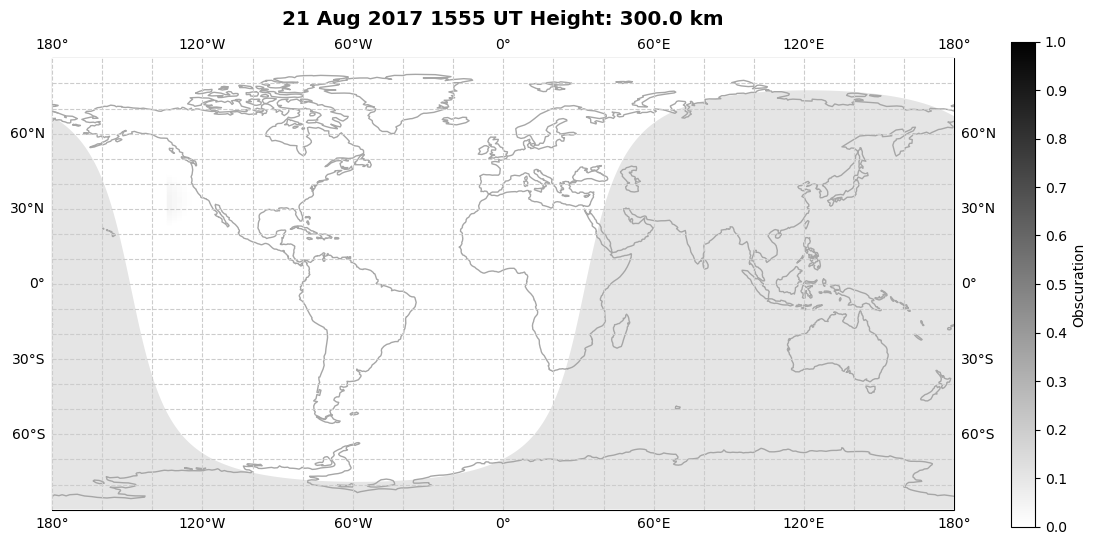 21 Aug 2017 1555 UT Height: 300.0 km
180° 120°W 60°W 0° 60°E 120°E 180°
60°N 60°N
30°N 30°N
0° 0°
30°S 30°S
60°S 60°S
180° 120°W 60°W 0° 60°E 120°E 180°
1.0
0.9
0.8
0.7
0.6
0.5
0.4
0.3
0.2
0.1
0.0
Obscuration